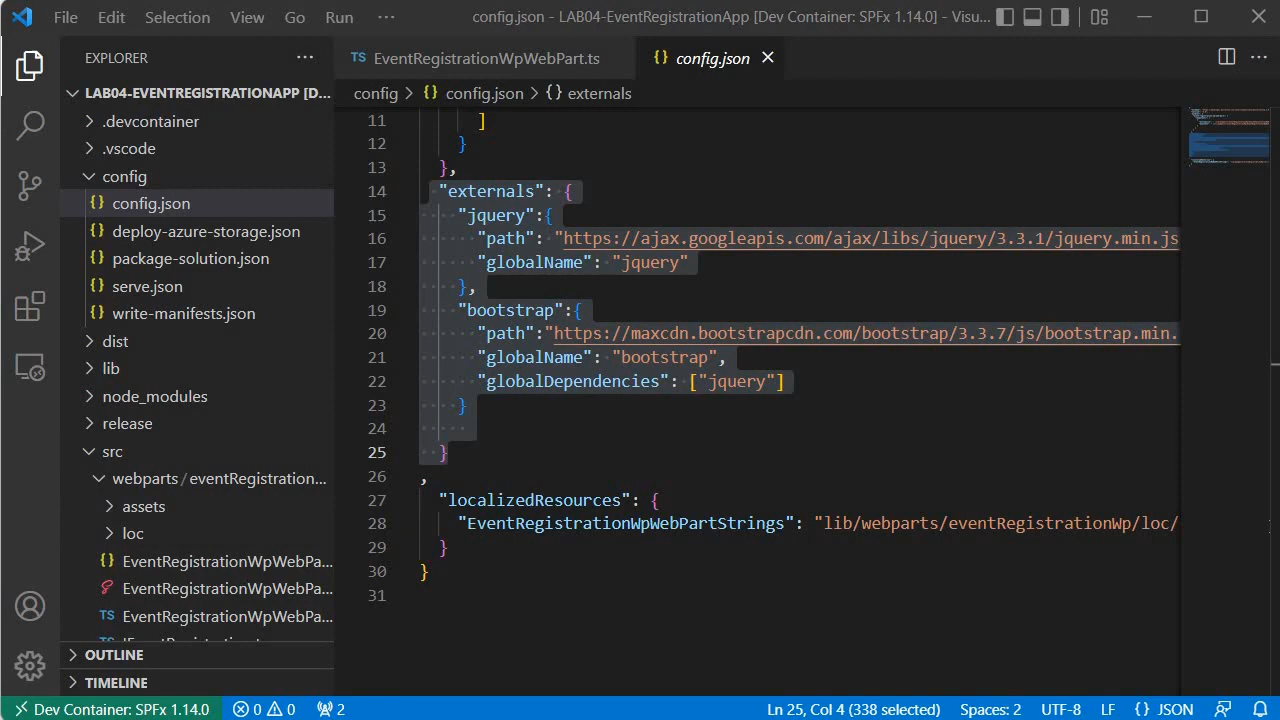 File Edit Selection View Go Run ··· config.json - LAB04-EventRegistrationApp [Dev Container: SPFx 1.14.0] - Visu...
EXPLORER ···
LAB04-EVENTREGISTRATIONAPP [D...
.devcontainer
.vscode
config
{} config.json
{} deploy-azure-storage.json
{} package-solution.json
{} serve.json
{} write-manifests.json
dist
lib
node_modules
release
src
webparts / eventRegistration...
assets
loc
{} EventRegistrationWpWebPa...
EventRegistrationWpWebPa...
TS EventRegistrationWpWebPa...
OUTLINE
TIMELINE
TS EventRegistrationWpWebPart.ts {} config.json
config > {} config.json > {} externals
11 ]
12 }
13 },
14 "externals": {
15 "jquery":{
16 "path": "https://ajax.googleapis.com/ajax/libs/jquery/3.3.1/jquery.min.js
17 "globalName": "jquery"
18 },
19 "bootstrap":{
20 "path":"https://maxcdn.bootstrapcdn.com/bootstrap/3.3.7/js/bootstrap.min.
21 "globalName": "bootstrap",
22 "globalDependencies": ["jquery"]
23 }
24
25 }
26 ,
27 "localizedResources": {
28 "EventRegistrationWpWebPartStrings": "lib/webparts/eventRegistrationWp/loc/
29 }
30 }
31
Dev Container: SPFx 1.14.0 0 0 2 Ln 25, Col 4 (338 selected) Spaces: 2 UTF-8 LF {} JSON